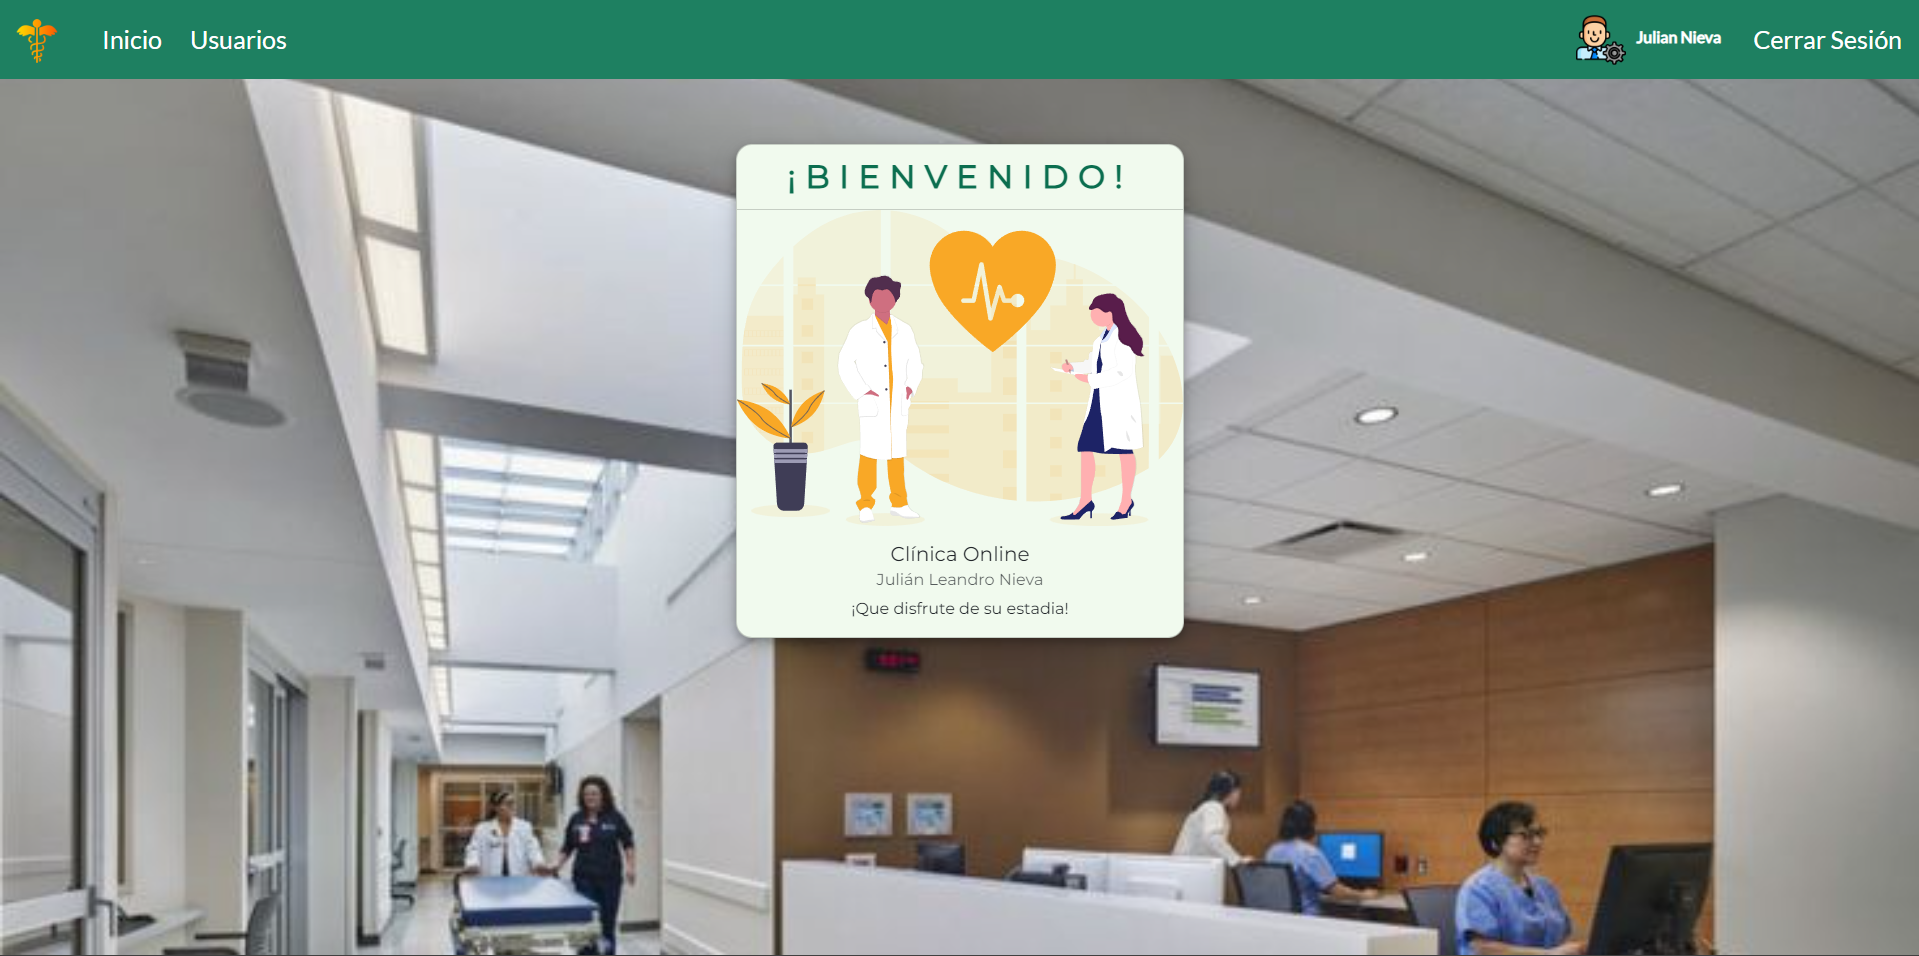 Inicio
Usuarios
Julian Nieva
Cerrar Sesión
¡BIENVENIDO!
Clínica Online
Julián Leandro Nieva
¡Que disfrute de su estadia!